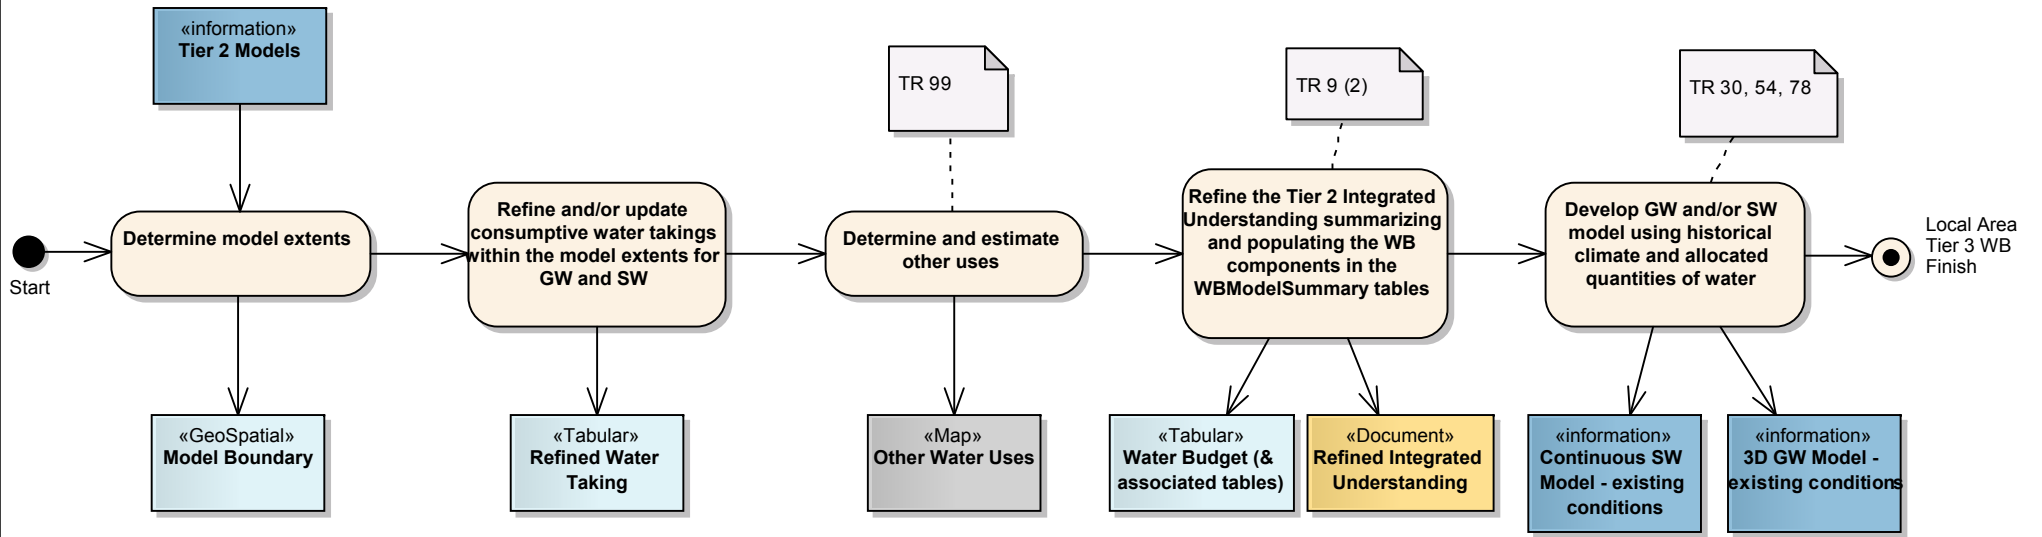 «information»
Tier 2 Models
TR 99
TR 9 (2)
TR 30, 54, 78
Start
Determine model extents
Refine and/or update
consumptive water takings
within the model extents for
GW and SW
Determine and estimate
other uses
Refine the Tier 2 Integrated
Understanding summarizing
and populating the WB
components in the
WBModelSummary tables
Develop GW and/or SW
model using historical
climate and allocated
quantities of water
Local Area
Tier 3 WB
Finish
«GeoSpatial»
Model Boundary
«Tabular»
Refined Water
Taking
«Map»
Other Water Uses
«Tabular»
Water Budget (&
associated tables)
«Document»
Refined Integrated
Understanding
«information»
Continuous SW
Model - existing
conditions
«information»
3D GW Model -
existing conditions